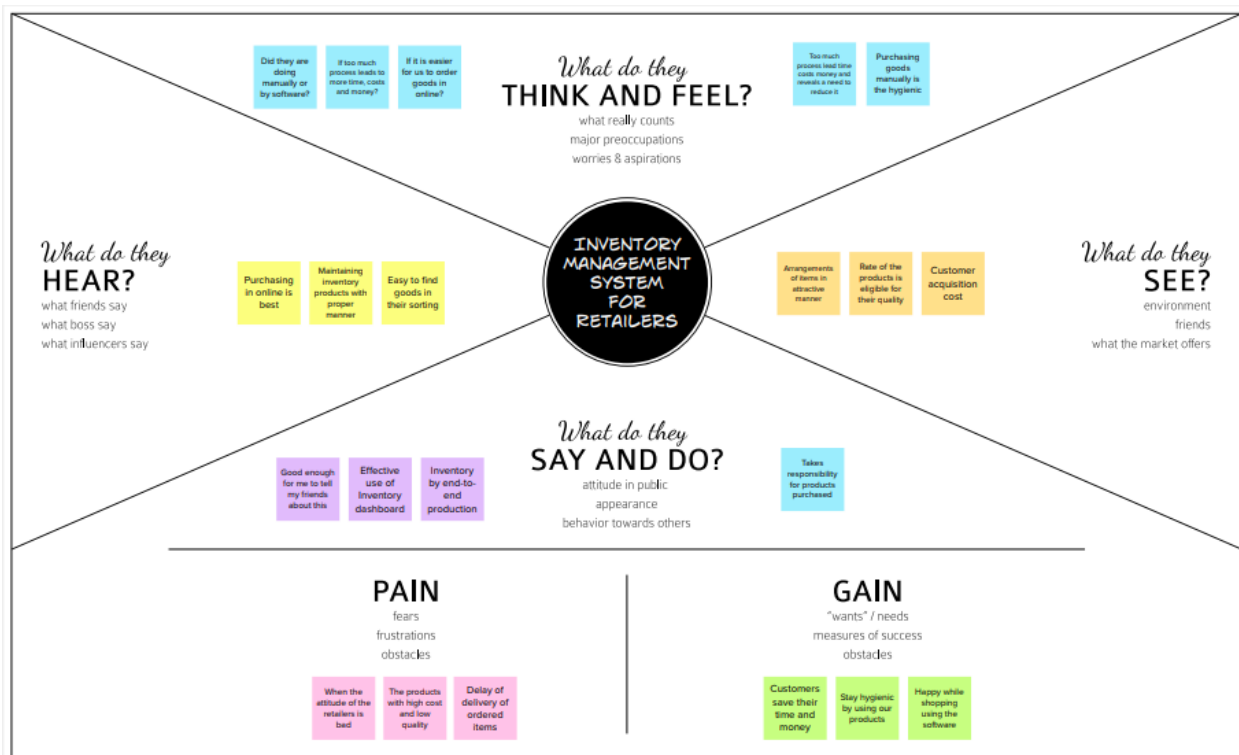 Did they are
doing
manually or
by software?
If too much
process leads to
more time, costs
and money?
If it is easier
for us to order
goods in
online?
What do they
THINK AND FEEL?
what really counts
major preoccupations
worries & aspirations
Too much
process lead time
costs money and
reveals a need to
reduce it
Purchasing
goods
manually is
the hygienic
What do they
HEAR?
what friends say
what boss say
what influencers say
Purchasing
in online is
best
Maintaining
inventory
products with
proper
manner
Easy to find
goods in
their sorting
INVENTORY
MANAGEMENT
SYSTEM
FOR
RETAILERS
Arrangements
of items in
attractive
manner
Rate of the
products is
eligible for
their quality
Customer
acquisition
cost
What do they
SEE?
environment
friends
what the market offers
What do they
SAY AND DO?
attitude in public
appearance
behavior towards others
Good enough
for me to tell
my friends
about this
Effective
use of
Inventory
dashboard
Inventory
by end-to-
end
production
Takes
responsibility
for products
purchased
PAIN
fears
frustrations
obstacles
When the
attitude of the
retailers is
bed
The products
with high cost
and low
quality
Delay of
delivery of
ordered
items
GAIN
"wants" / needs
measures of success
obstacles
Customers
save their
time and
money
Stay hygienic
by using our
products
Happy while
shopping
using the
software